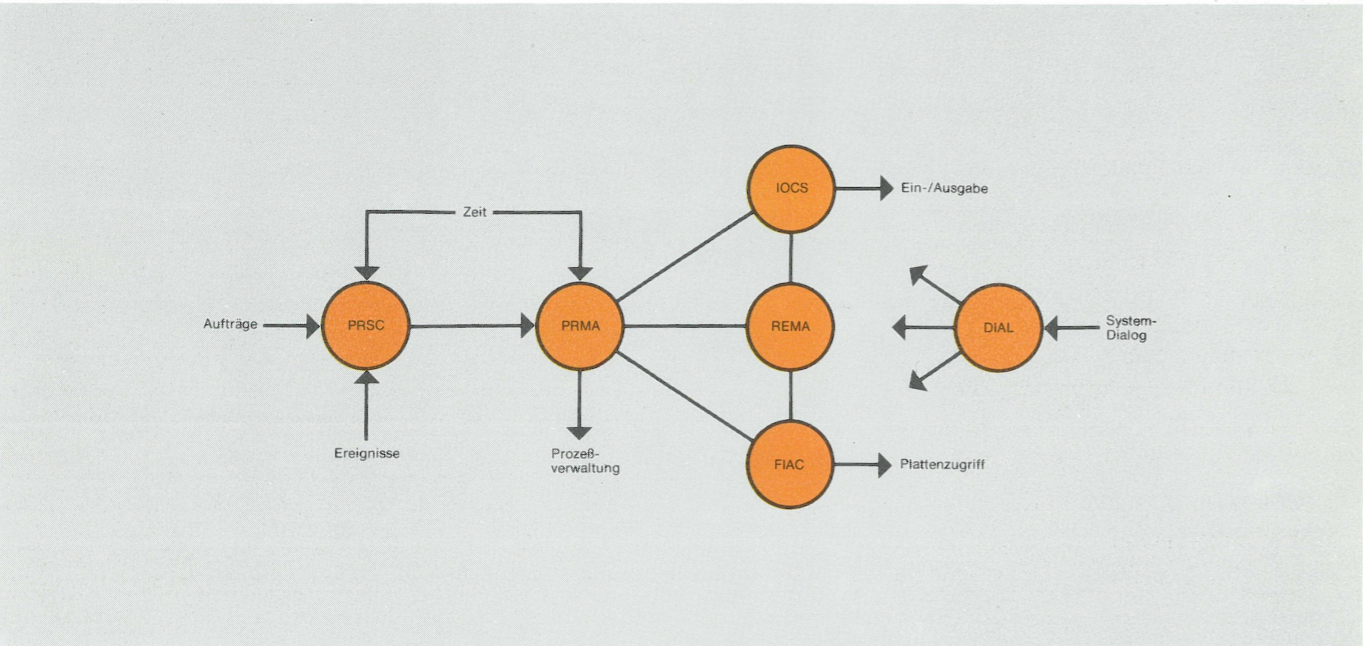 IOCS
Ein-/Ausgabe
Zeit
Aufträge
PRSC
PRMA
REMA
DIAL
System-
Dialog
Ereignisse
Prozeß-
verwaltung
FIAC
Plattenzugriff